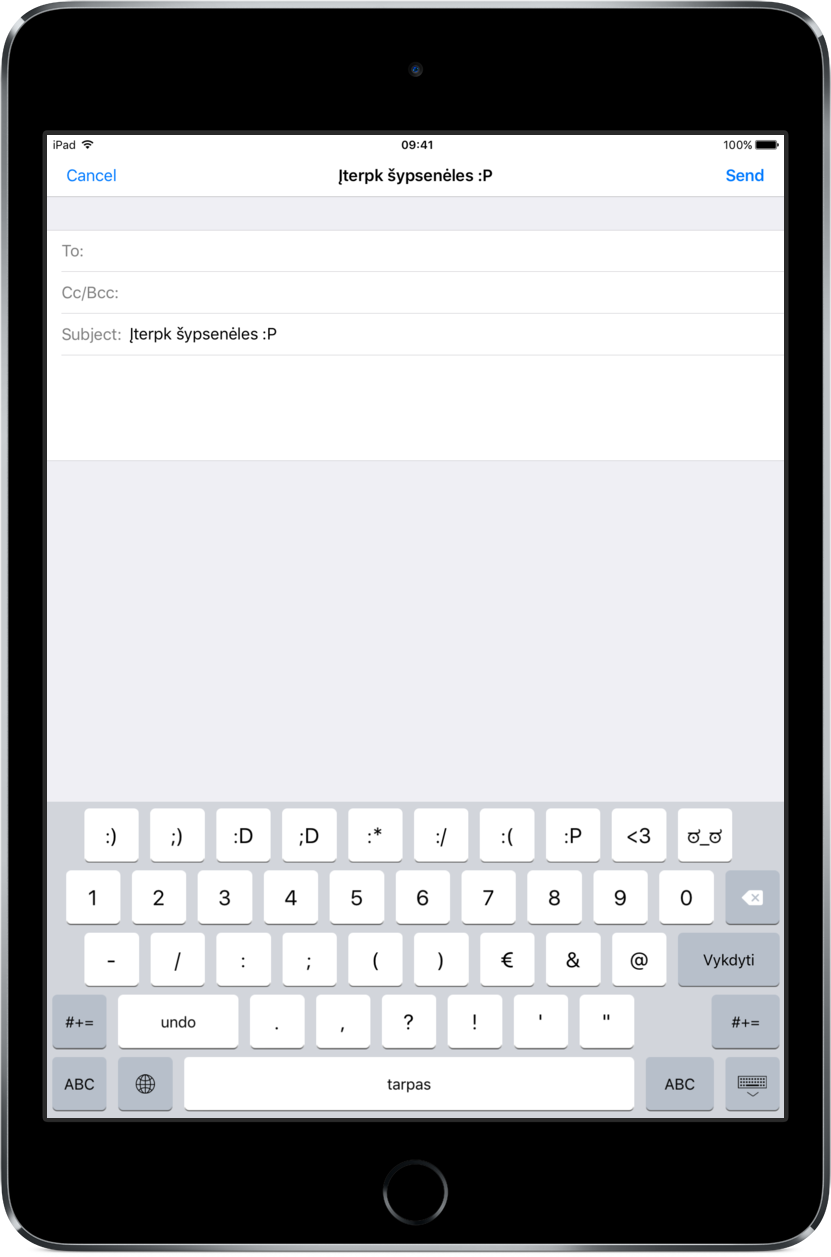 iPad 09:41 100%
Cancel Įterpk šypsenėles :P Send
To:
Cc/Bcc:
Subject: Įterpk šypsenėles :P
:) ;) :D ;D :* :/ :( :P <3 ಠ_ಠ
1 2 3 4 5 6 7 8 9 0
- / : ; ( ) € & @ Vykdyti
#+= undo . , ? ! ' " #+=
ABC tarpas ABC